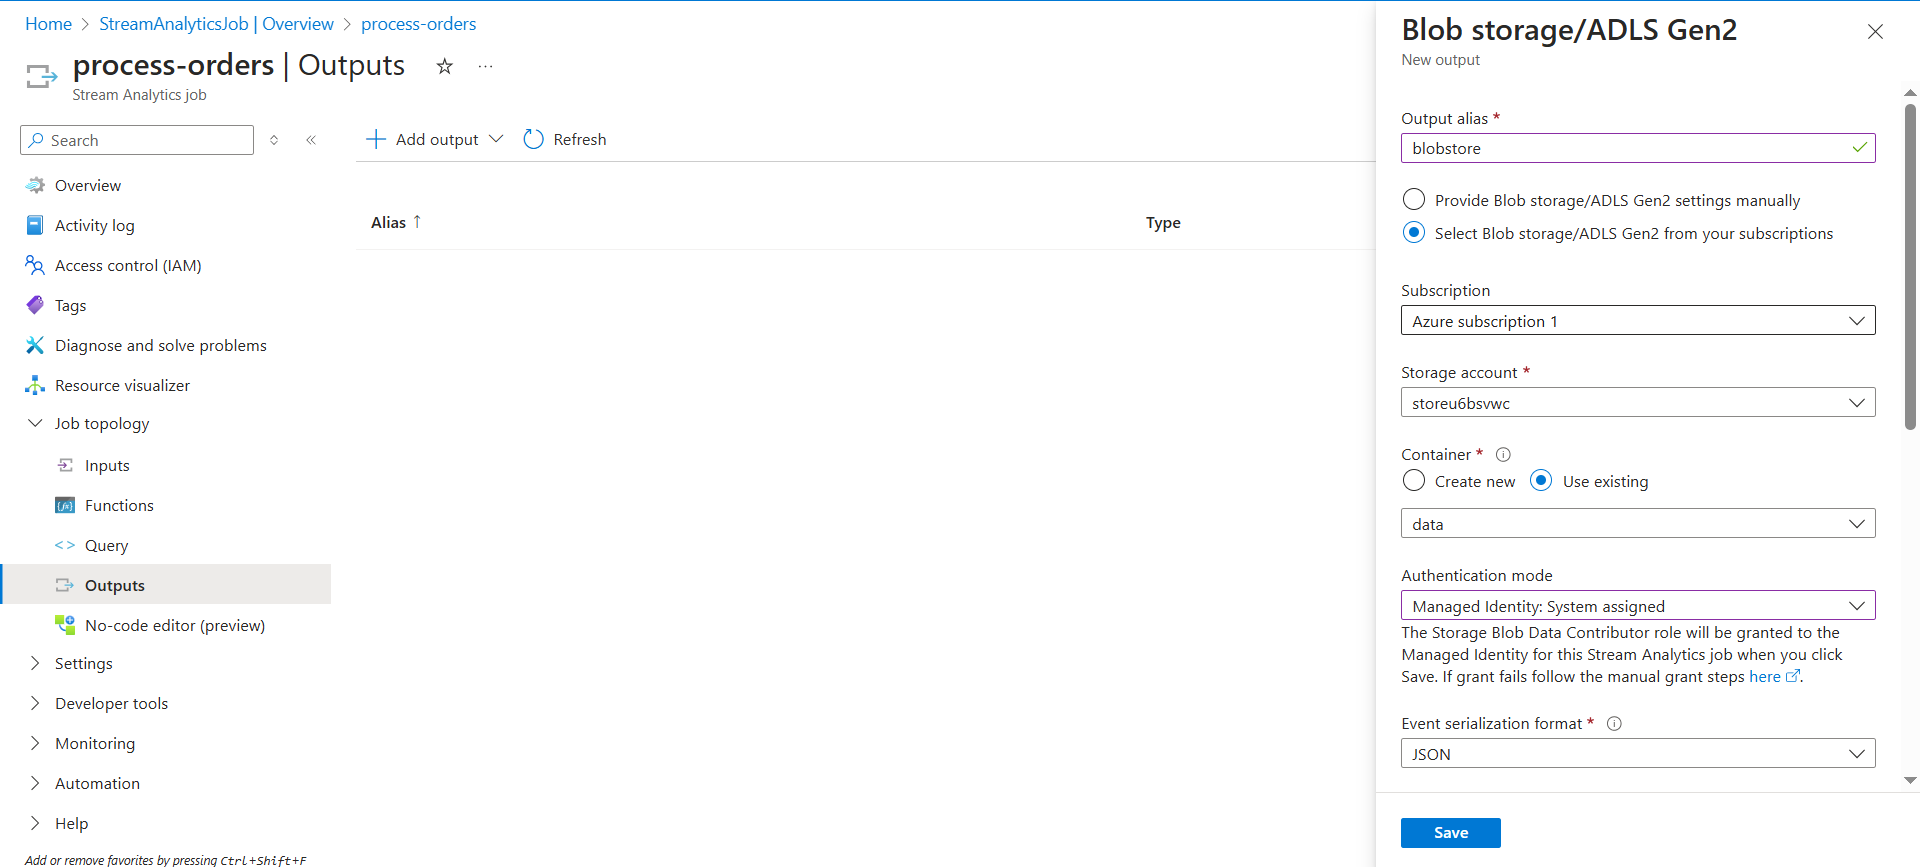 Home > StreamAnalyticsJob | Overview > process-orders
process-orders | Outputs
Stream Analytics job
Search
Overview
Activity log
Access control (IAM)
Tags
Diagnose and solve problems
Resource visualizer
Job topology
Inputs
Functions
Query
Outputs
No-code editor (preview)
Settings
Developer tools
Monitoring
Automation
Help
Add or remove favorites by pressing Ctrl+Shift+F
Add output
Refresh
Alias ↑
Type
Blob storage/ADLS Gen2
New output
Output alias *
blobstore
Provide Blob storage/ADLS Gen2 settings manually
Select Blob storage/ADLS Gen2 from your subscriptions
Subscription
Azure subscription 1
Storage account *
storeu6bsvwc
Container *
Create new
Use existing
data
Authentication mode
Managed Identity: System assigned
The Storage Blob Data Contributor role will be granted to the
Managed Identity for this Stream Analytics job when you click
Save. If grant fails follow the manual grant steps here.
Event serialization format *
JSON
Save